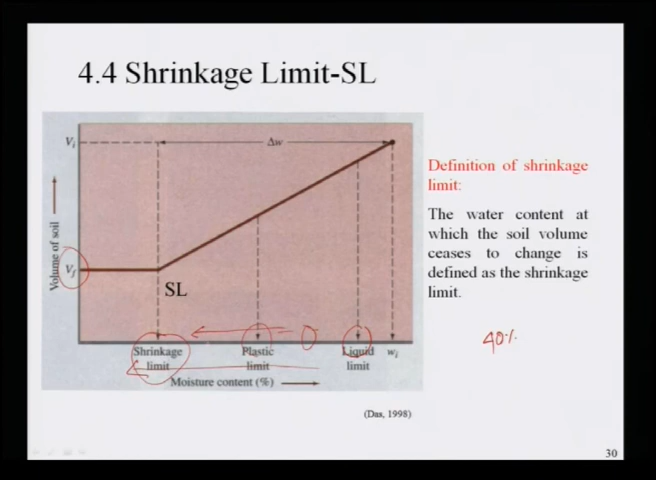 4.4 Shrinkage Limit-SL
Vi
Δw
Volume of soil
Vf
SL
Shrinkage limit
Plastic limit
Liquid limit
wi
Moisture content (%)
Definition of shrinkage
limit:
The water content at
which the soil volume
ceases to change is
defined as the shrinkage
limit.
40%
(Das, 1998)
30